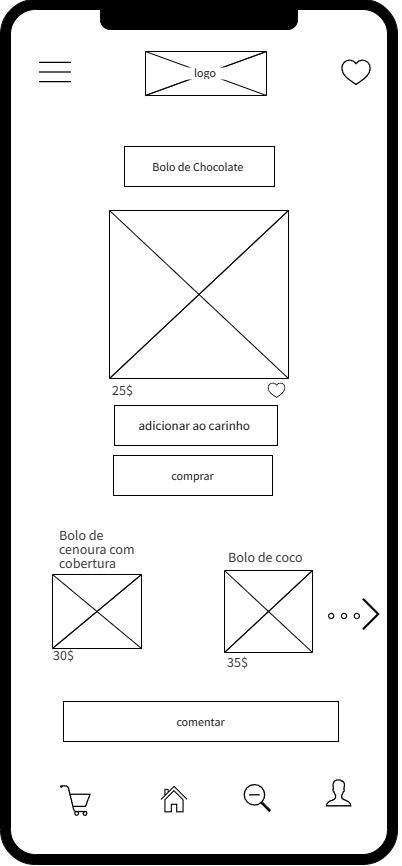 logo
Bolo de Chocolate
25$
adicionar ao carinho
comprar
Bolo de
cenoura com
cobertura
30$
Bolo de coco
35$
comentar